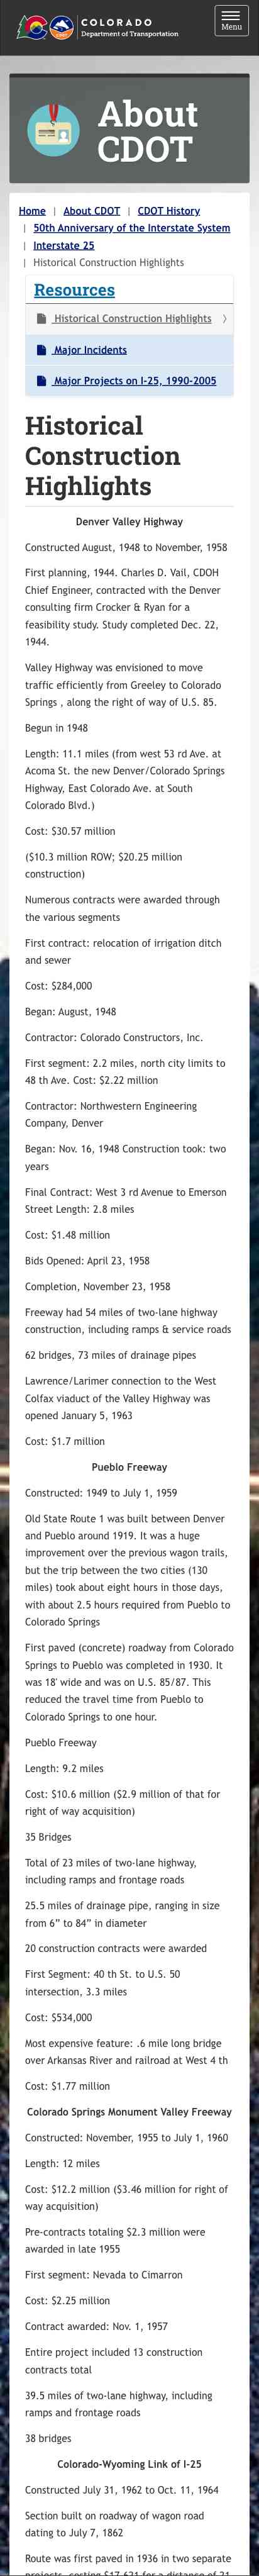 COLORADO
Department of Transportation
Menu
About
CDOT
Home | About CDOT | CDOT History
| 50th Anniversary of the Interstate System
| Interstate 25
| Historical Construction Highlights
Resources
Historical Construction Highlights
Major Incidents
Major Projects on I-25, 1990-2005
Historical
Construction
Highlights
Denver Valley Highway
Constructed August, 1948 to November, 1958
First planning, 1944. Charles D. Vail, CDOH
Chief Engineer, contracted with the Denver
consulting firm Crocker & Ryan for a
feasibility study. Study completed Dec. 22,
1944.
Valley Highway was envisioned to move
traffic efficiently from Greeley to Colorado
Springs , along the right of way of U.S. 85.
Begun in 1948
Length: 11.1 miles (from west 53 rd Ave. at
Acoma St. the new Denver/Colorado Springs
Highway, East Colorado Ave. at South
Colorado Blvd.)
Cost: $30.57 million
($10.3 million ROW; $20.25 million
construction)
Numerous contracts were awarded through
the various segments
First contract: relocation of irrigation ditch
and sewer
Cost: $284,000
Began: August, 1948
Contractor: Colorado Constructors, Inc.
First segment: 2.2 miles, north city limits to
48 th Ave. Cost: $2.22 million
Contractor: Northwestern Engineering
Company, Denver
Began: Nov. 16, 1948 Construction took: two
years
Final Contract: West 3 rd Avenue to Emerson
Street Length: 2.8 miles
Cost: $1.48 million
Bids Opened: April 23, 1958
Completion, November 23, 1958
Freeway had 54 miles of two-lane highway
construction, including ramps & service roads
62 bridges, 73 miles of drainage pipes
Lawrence/Larimer connection to the West
Colfax viaduct of the Valley Highway was
opened January 5, 1963
Cost: $1.7 million
Pueblo Freeway
Constructed: 1949 to July 1, 1959
Old State Route 1 was built between Denver
and Pueblo around 1919. It was a huge
improvement over the previous wagon trails,
but the trip between the two cities (130
miles) took about eight hours in those days,
with about 2.5 hours required from Pueblo to
Colorado Springs
First paved (concrete) roadway from Colorado
Springs to Pueblo was completed in 1930. It
was 18' wide and was on U.S. 85/87. This
reduced the travel time from Pueblo to
Colorado Springs to one hour.
Pueblo Freeway
Length: 9.2 miles
Cost: $10.6 million ($2.9 million of that for
right of way acquisition)
35 Bridges
Total of 23 miles of two-lane highway,
including ramps and frontage roads
25.5 miles of drainage pipe, ranging in size
from 6” to 84” in diameter
20 construction contracts were awarded
First Segment: 40 th St. to U.S. 50
intersection, 3.3 miles
Cost: $534,000
Most expensive feature: .6 mile long bridge
over Arkansas River and railroad at West 4 th
Cost: $1.77 million
Colorado Springs Monument Valley Freeway
Constructed: November, 1955 to July 1, 1960
Length: 12 miles
Cost: $12.2 million ($3.46 million for right of
way acquisition)
Pre-contracts totaling $2.3 million were
awarded in late 1955
First segment: Nevada to Cimarron
Cost: $2.25 million
Contract awarded: Nov. 1, 1957
Entire project included 13 construction
contracts total
39.5 miles of two-lane highway, including
ramps and frontage roads
38 bridges
Colorado-Wyoming Link of I-25
Constructed July 31, 1962 to Oct. 11, 1964
Section built on roadway of wagon road
dating to July 7, 1862
Route was first paved in 1936 in two separate
projects, costing $17,621 for a distance of 21